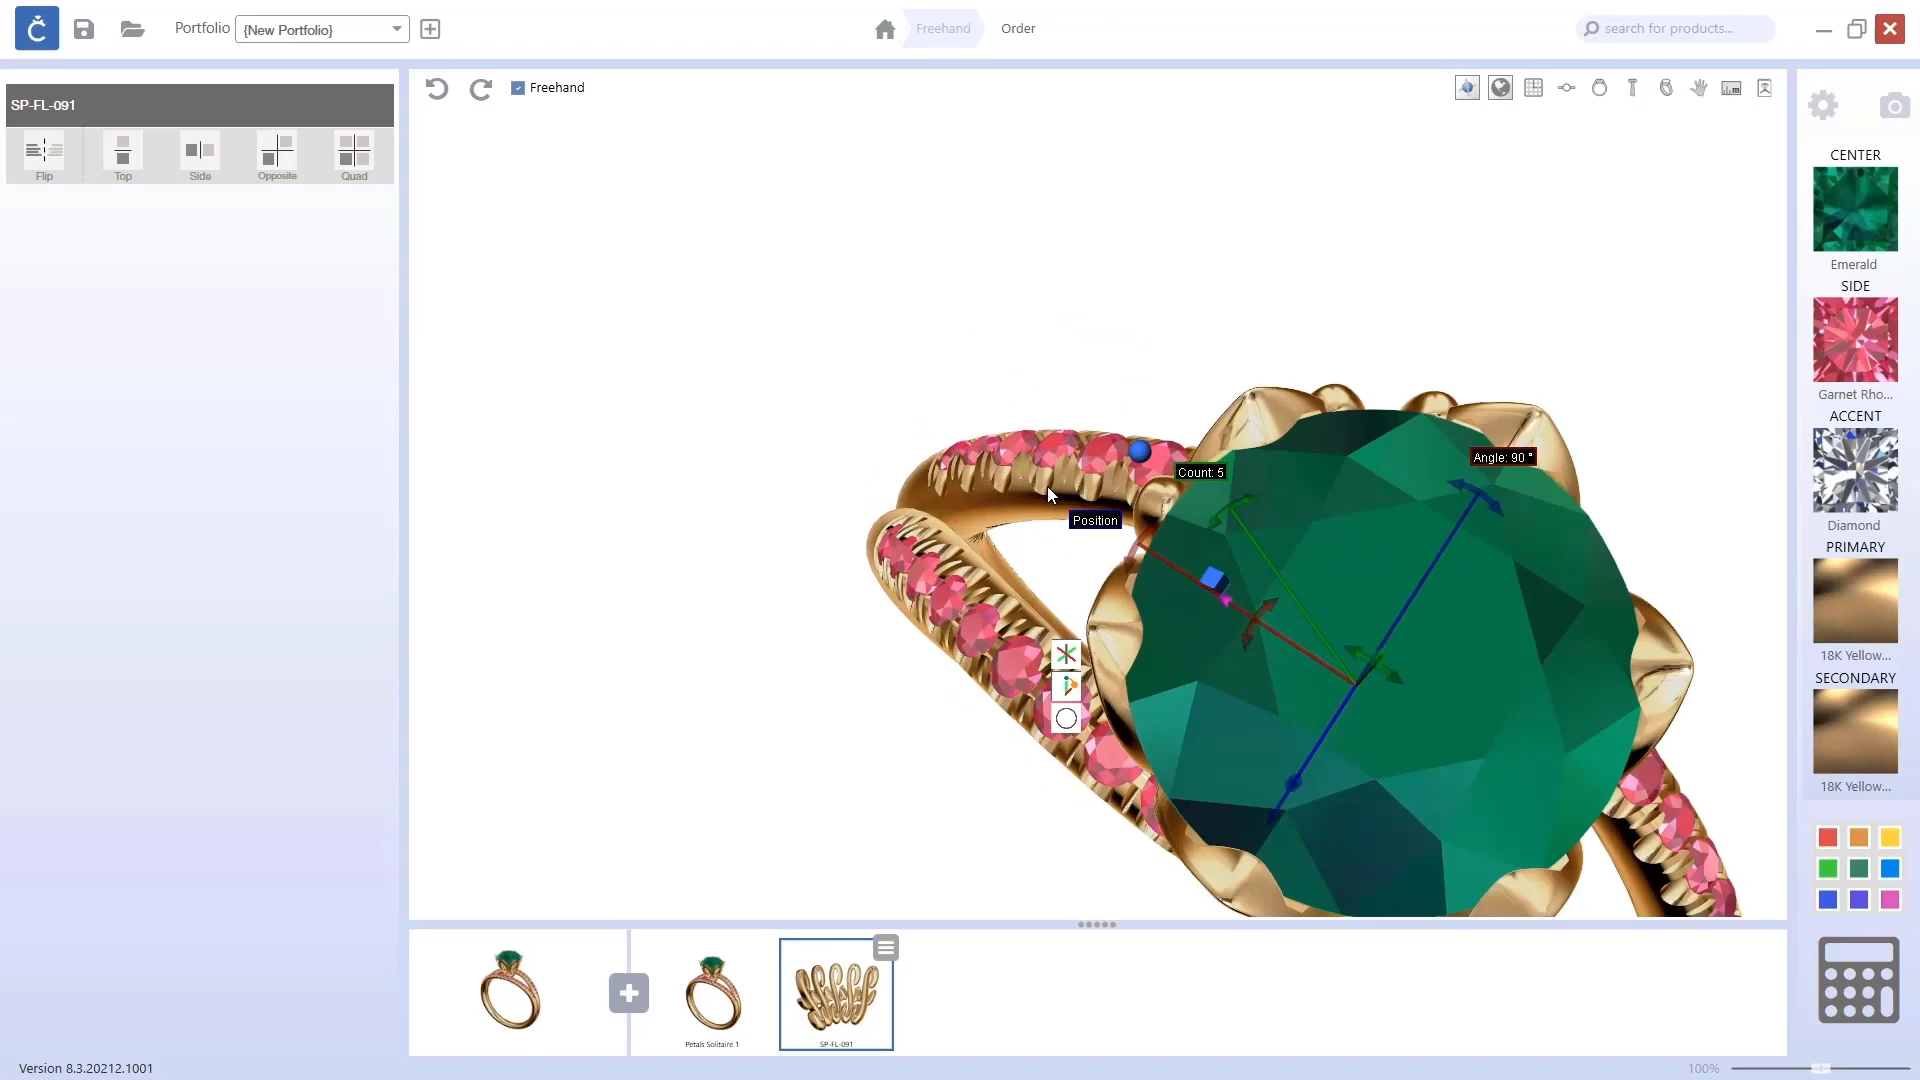 Portfolio
{New Portfolio}
Freehand
Order
search for products...
SP-FL-091
Flip
Top
Side
Opposite
Quad
Freehand
Count: 5
Angle: 90 °
Position
CENTER
Emerald
SIDE
Garnet Rho...
ACCENT
Diamond
PRIMARY
18K Yellow...
SECONDARY
18K Yellow...
Petals Solitaire 1
SP-FL-091
Version 8.3.20212.1001
100%